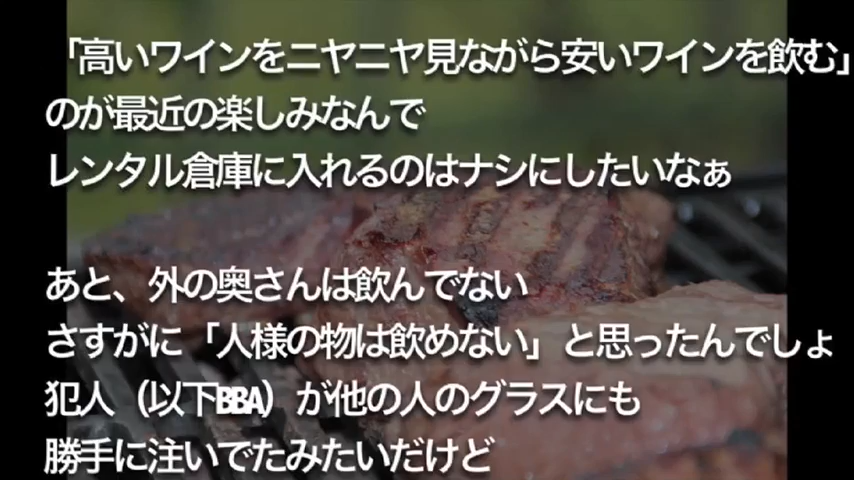 「高いワインをニヤニヤ見ながら安いワインを飲む」
のが最近の楽しみなんで
レンタル倉庫に入れるのはナシにしたいなぁ
あと、外の奥さんは飲んでない
さすがに「人様の物は飲めない」と思ったんでしょ
犯人（以下BBA）が他の人のグラスにも
勝手に注いでたみたいだけど